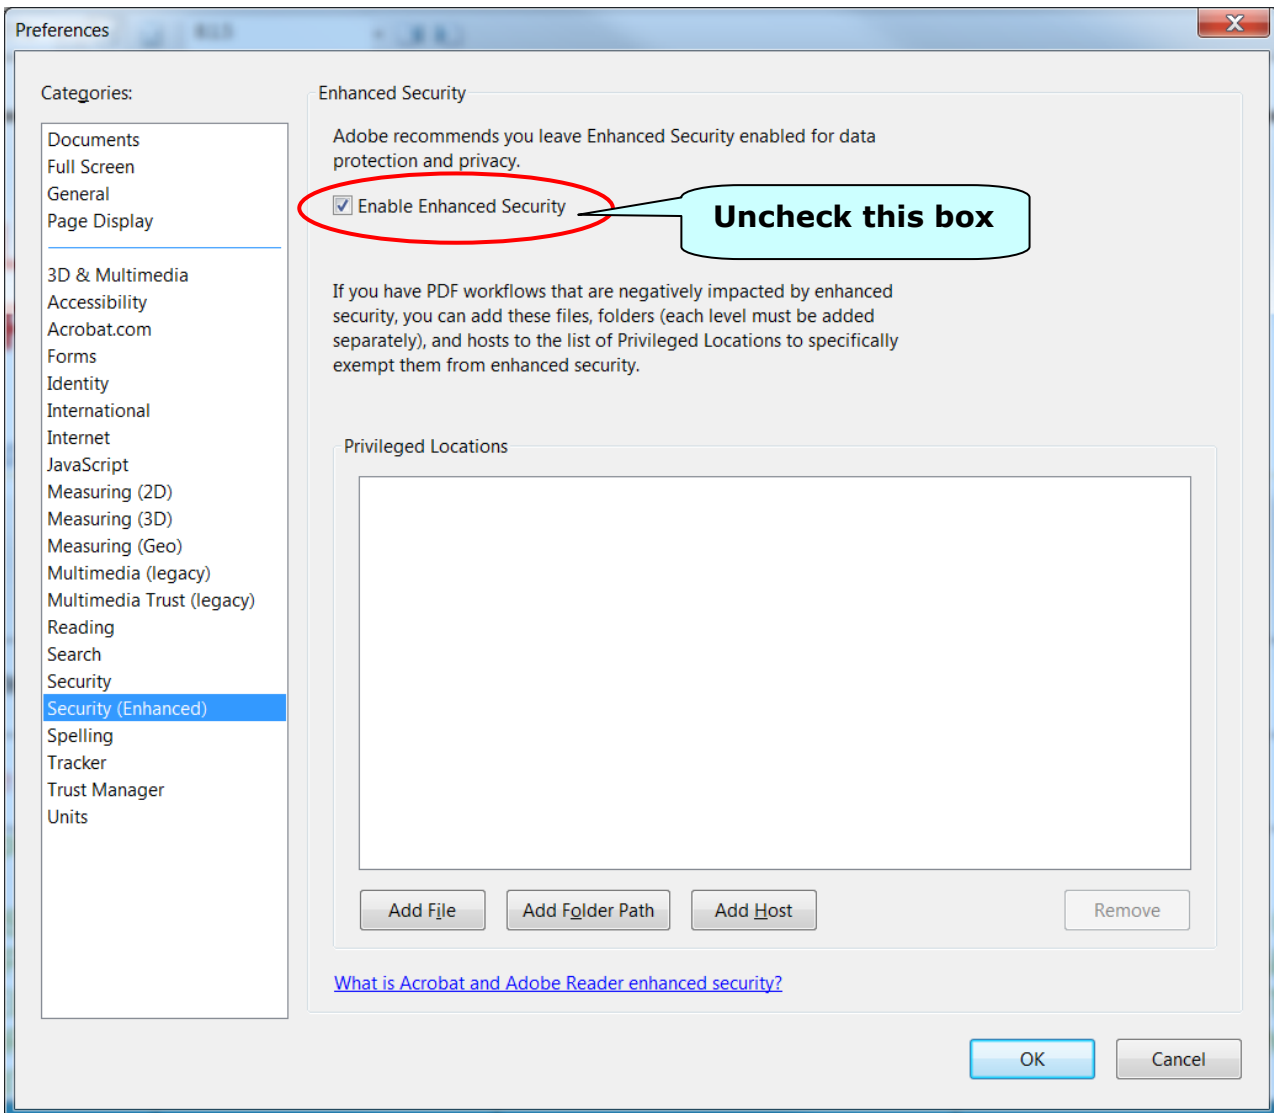 Preferences
X
Categories:
Documents
Full Screen
General
Page Display
3D & Multimedia
Accessibility
Acrobat.com
Forms
Identity
International
Internet
JavaScript
Measuring (2D)
Measuring (3D)
Measuring (Geo)
Multimedia (legacy)
Multimedia Trust (legacy)
Reading
Search
Security
Security (Enhanced)
Spelling
Tracker
Trust Manager
Units
Enhanced Security
Adobe recommends you leave Enhanced Security enabled for data
protection and privacy.
Enable Enhanced Security
Uncheck this box
If you have PDF workflows that are negatively impacted by enhanced
security, you can add these files, folders (each level must be added
separately), and hosts to the list of Privileged Locations to specifically
exempt them from enhanced security.
Privileged Locations
Add File Add Folder Path Add Host Remove
What is Acrobat and Adobe Reader enhanced security?
OK Cancel